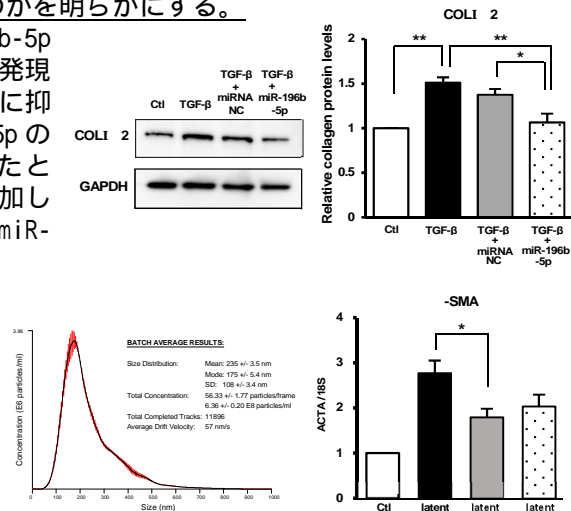 かを明らかにする。
b-5p
発現
に抑
5p の
たと
加し
miR-
TGF-β TGF-β
+ +
miRNA miR-196b
Ctl TGF-β NC -5p
COLI 2
GAPDH
COLI 2
Relative collagen protein levels
2
1.5
1
0.5
0
** **
*
Ctl TGF-β TGF-β TGF-β
+ +
miRNA miR-196b
NC -5p
Concentration (E6 particles/ml)
3.98
BATCH AVERAGE RESULTS:
Size Distribution: Mean: 235 +/- 3.5 nm
Mode: 175 +/- 5.4 nm
SD: 108 +/- 3.4 nm
Total Concentration: 56.33 +/- 1.77 particles/frame
6.36 +/- 0.20 E8 particles/ml
Total Completed Tracks: 11896
Average Drift Velocity: 57 nm/s
0 100 200 300 400 500 600 700 800 900 1000
Size (nm)
-SMA
ACTA /18S
4
3
2
1
0
*
Ctl latent latent latent